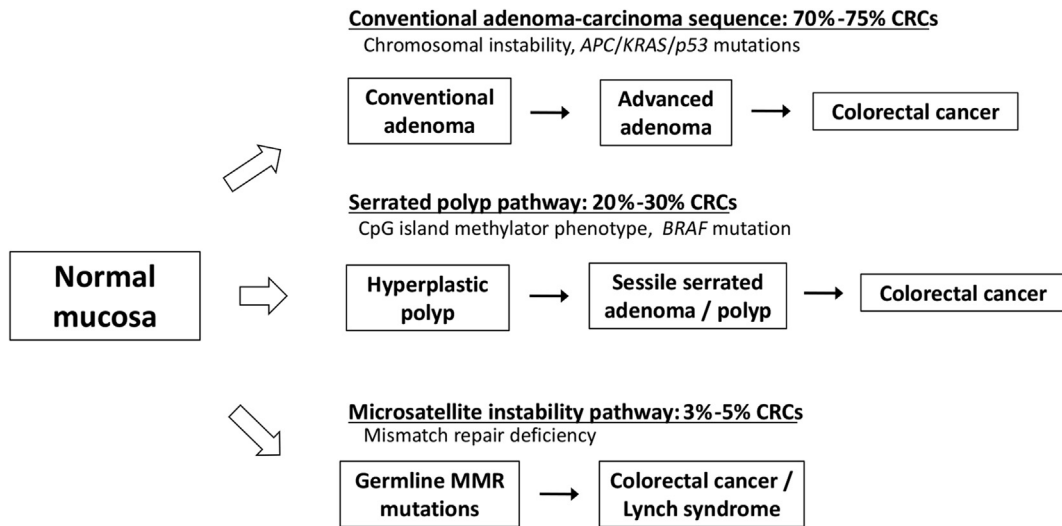 Conventional adenoma-carcinoma sequence: 70%-75% CRCs
Chromosomal instability, APC/KRAS/p53 mutations
Conventional
adenoma
Advanced
adenoma
Colorectal cancer
Serrated polyp pathway: 20%-30% CRCs
CpG island methylator phenotype, BRAF mutation
Normal
mucosa
Hyperplastic
polyp
Sessile serrated
adenoma / polyp
Colorectal cancer
Microsatellite instability pathway: 3%-5% CRCs
Mismatch repair deficiency
Germline MMR
mutations
Colorectal cancer /
Lynch syndrome